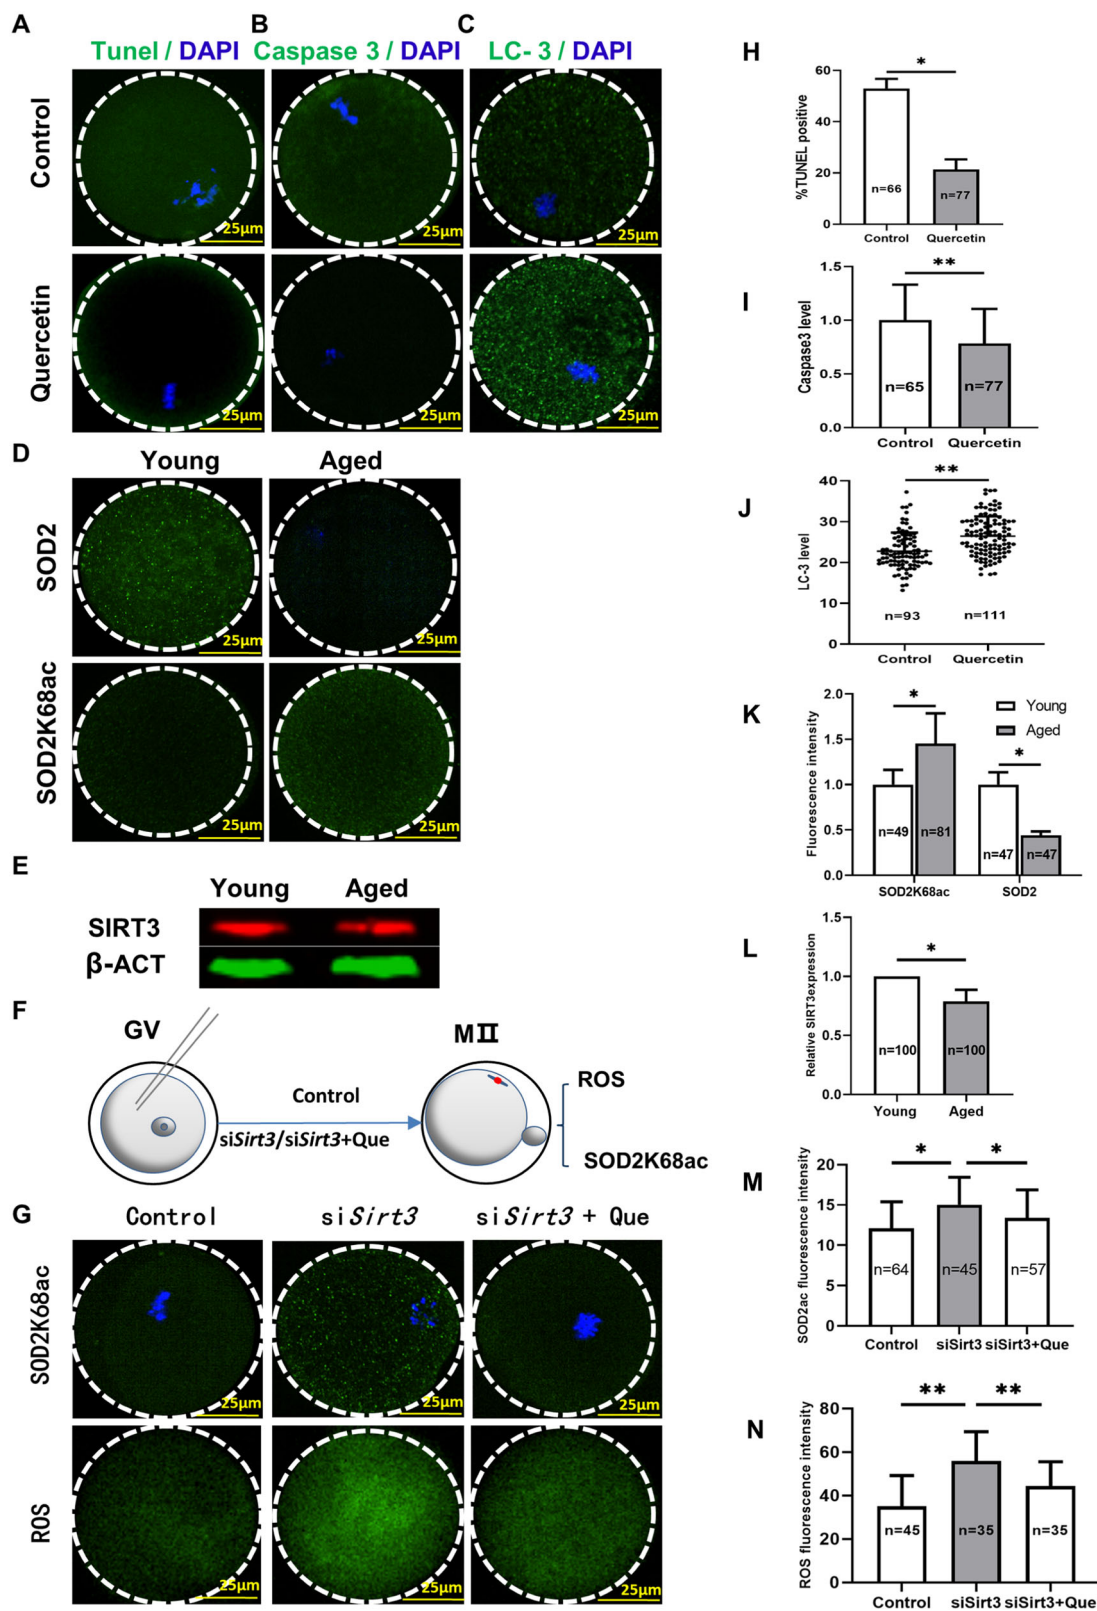 A
B
C
Tunel / DAPI
Caspase 3 / DAPI
LC- 3 / DAPI
Control
25μm
25μm
25μm
Quercetin
25μm
25μm
25μm
D
Young
Aged
SOD2
25μm
25μm
SOD2K68ac
25μm
25μm
E
Young
Aged
SIRT3
β-ACT
F
GV
MⅡ
Control
siSirt3/siSirt3+Que
ROS
SOD2K68ac
G
Control
siSirt3
siSirt3 + Que
SOD2K68ac
25μm
25μm
25μm
ROS
25μm
25μm
25μm
H
%TUNEL positive
60
40
20
0
*
n=66
n=77
Control
Quercetin
I
Caspase3 level
1.5
1.0
0.5
0.0
**
n=65
n=77
Control
Quercetin
J
LC-3 level
40
30
20
10
0
**
n=93
n=111
Control
Quercetin
K
Fluorescence intensity
2.0
1.5
1.0
0.5
0.0
Young
Aged
*
*
n=49
n=81
n=47
n=47
SOD2K68ac
SOD2
L
Relative SIRT3expression
1.5
1.0
0.5
0.0
*
n=100
n=100
Young
Aged
M
SOD2ac fluorescence intensity
20
15
10
5
0
*
*
n=64
n=45
n=57
Control
siSirt3
siSirt3+Que
N
ROS fluorescence intensity
80
60
40
20
0
**
**
n=45
n=35
n=35
Control
siSirt3
siSirt3+Que